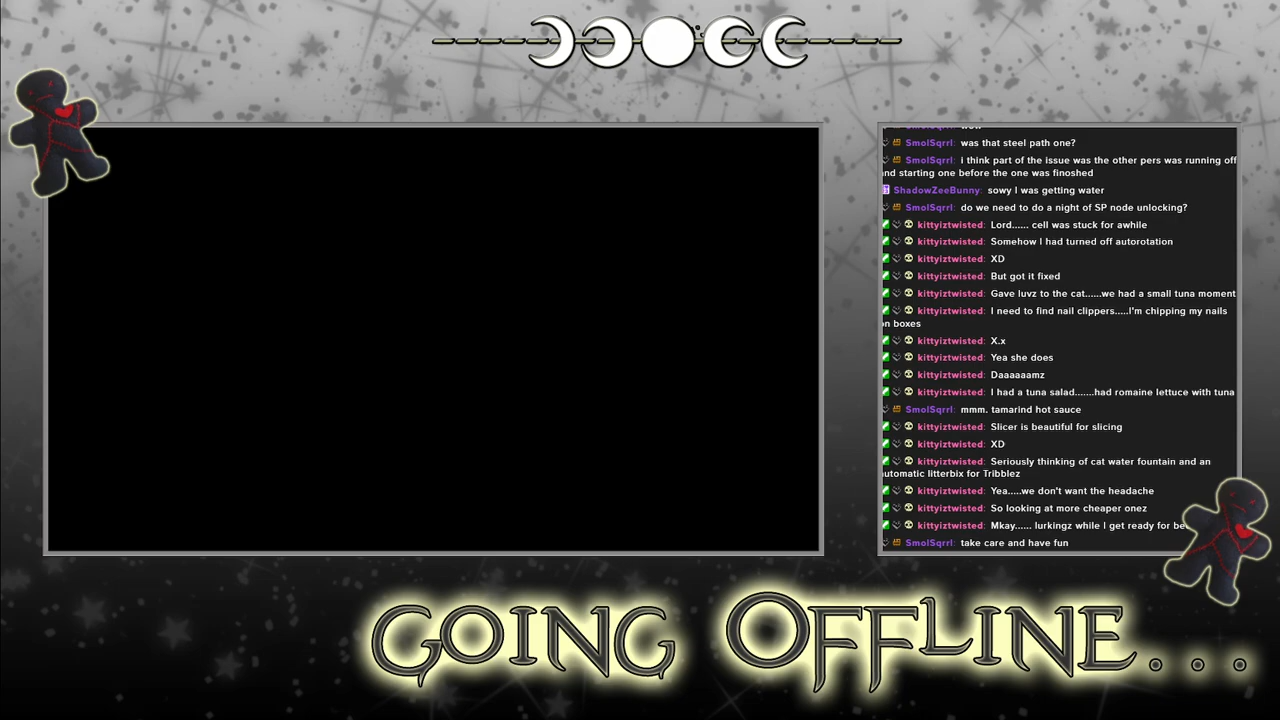 SmolSqrrl: wow
SmolSqrrl: was that steel path one?
SmolSqrrl: i think part of the issue was the other pers was running off
and starting one before the one was finoshed
ShadowZeeBunny: sowy I was getting water
SmolSqrrl: do we need to do a night of SP node unlocking?
kittyiztwisted: Lord...... cell was stuck for awhile
kittyiztwisted: Somehow I had turned off autorotation
kittyiztwisted: XD
kittyiztwisted: But got it fixed
kittyiztwisted: Gave luvz to the cat......we had a small tuna moment
kittyiztwisted: I need to find nail clippers.....I'm chipping my nails
on boxes
kittyiztwisted: X.x
kittyiztwisted: Yea she does
kittyiztwisted: Daaaaaamz
kittyiztwisted: I had a tuna salad.......had romaine lettuce with tuna
SmolSqrrl: mmm. tamarind hot sauce
kittyiztwisted: Slicer is beautiful for slicing
kittyiztwisted: XD
kittyiztwisted: Seriously thinking of cat water fountain and an
automatic litterbix for Tribblez
kittyiztwisted: Yea.....we don't want the headache
kittyiztwisted: So looking at more cheaper onez
kittyiztwisted: Mkay...... lurkingz while I get ready for be
SmolSqrrl: take care and have fun
Going Offline...